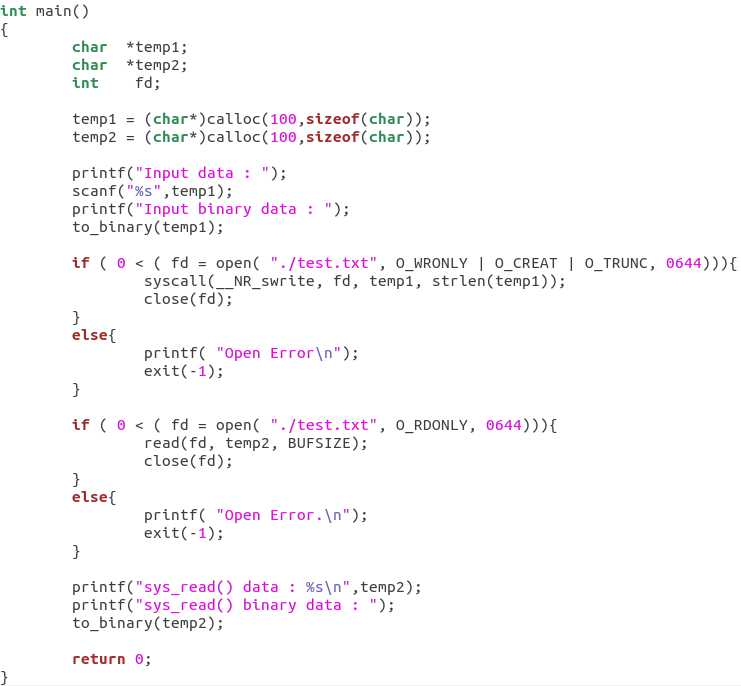 int main()
{
        char  *temp1;
        char  *temp2;
        int    fd;

        temp1 = (char*)calloc(100,sizeof(char));
        temp2 = (char*)calloc(100,sizeof(char));

        printf("Input data : ");
        scanf("%s",temp1);
        printf("Input binary data : ");
        to_binary(temp1);

        if ( 0 < ( fd = open( "./test.txt", O_WRONLY | O_CREAT | O_TRUNC, 0644))){
                syscall(__NR_swrite, fd, temp1, strlen(temp1));
                close(fd);
        }
        else{
                printf( "Open Error\n");
                exit(-1);
        }

        if ( 0 < ( fd = open( "./test.txt", O_RDONLY, 0644))){
                read(fd, temp2, BUFSIZE);
                close(fd);
        }
        else{
                printf( "Open Error.\n");
                exit(-1);
        }

        printf("sys_read() data : %s\n",temp2);
        printf("sys_read() binary data : ");
        to_binary(temp2);

        return 0;
}